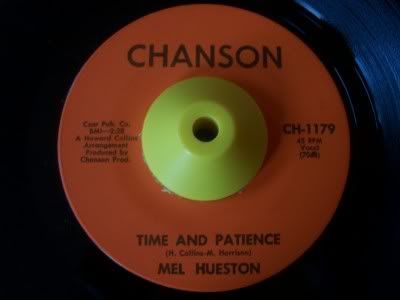 CHANSON
Czar Pub. Co.
BMI—2:28
A Howard Collins
Arrangement
Produced by
Chanson Prod.
CH-1179
45 RPM
Vocal
TIME AND PATIENCE
(H. Collins-M. Harrison)
MEL HUESTON